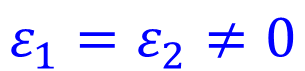 𝜀₁ = 𝜀₂ ≠ 0